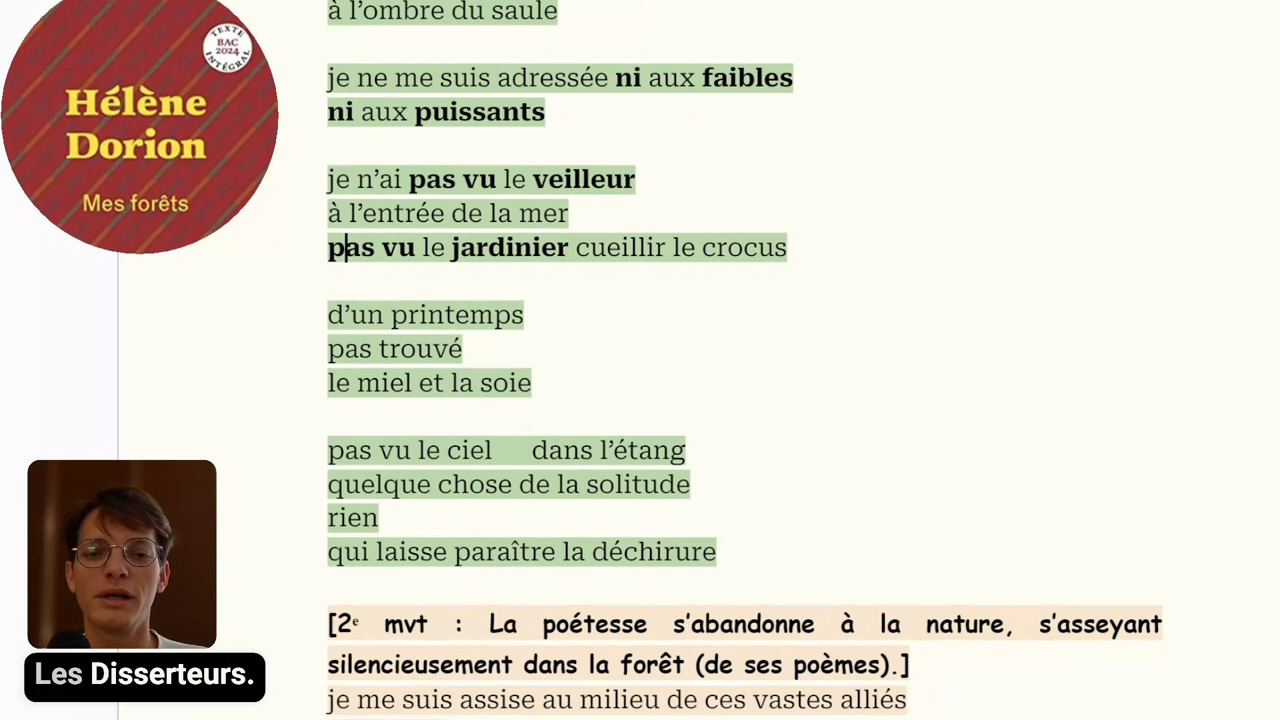 à l’ombre du saule
TEXTE
BAC
2024
INTÉGRAL
Hélène
Dorion
Mes forêts
je ne me suis adressée ni aux faibles
ni aux puissants
je n’ai pas vu le veilleur
à l’entrée de la mer
pas vu le jardinier cueillir le crocus
d’un printemps
pas trouvé
le miel et la soie
pas vu le ciel dans l’étang
quelque chose de la solitude
rien
qui laisse paraître la déchirure
[2ᵉ mvt : La poétesse s’abandonne à la nature, s’asseyant
silencieusement dans la forêt (de ses poèmes).]
je me suis assise au milieu de ces vastes alliés
Les Disserteurs.